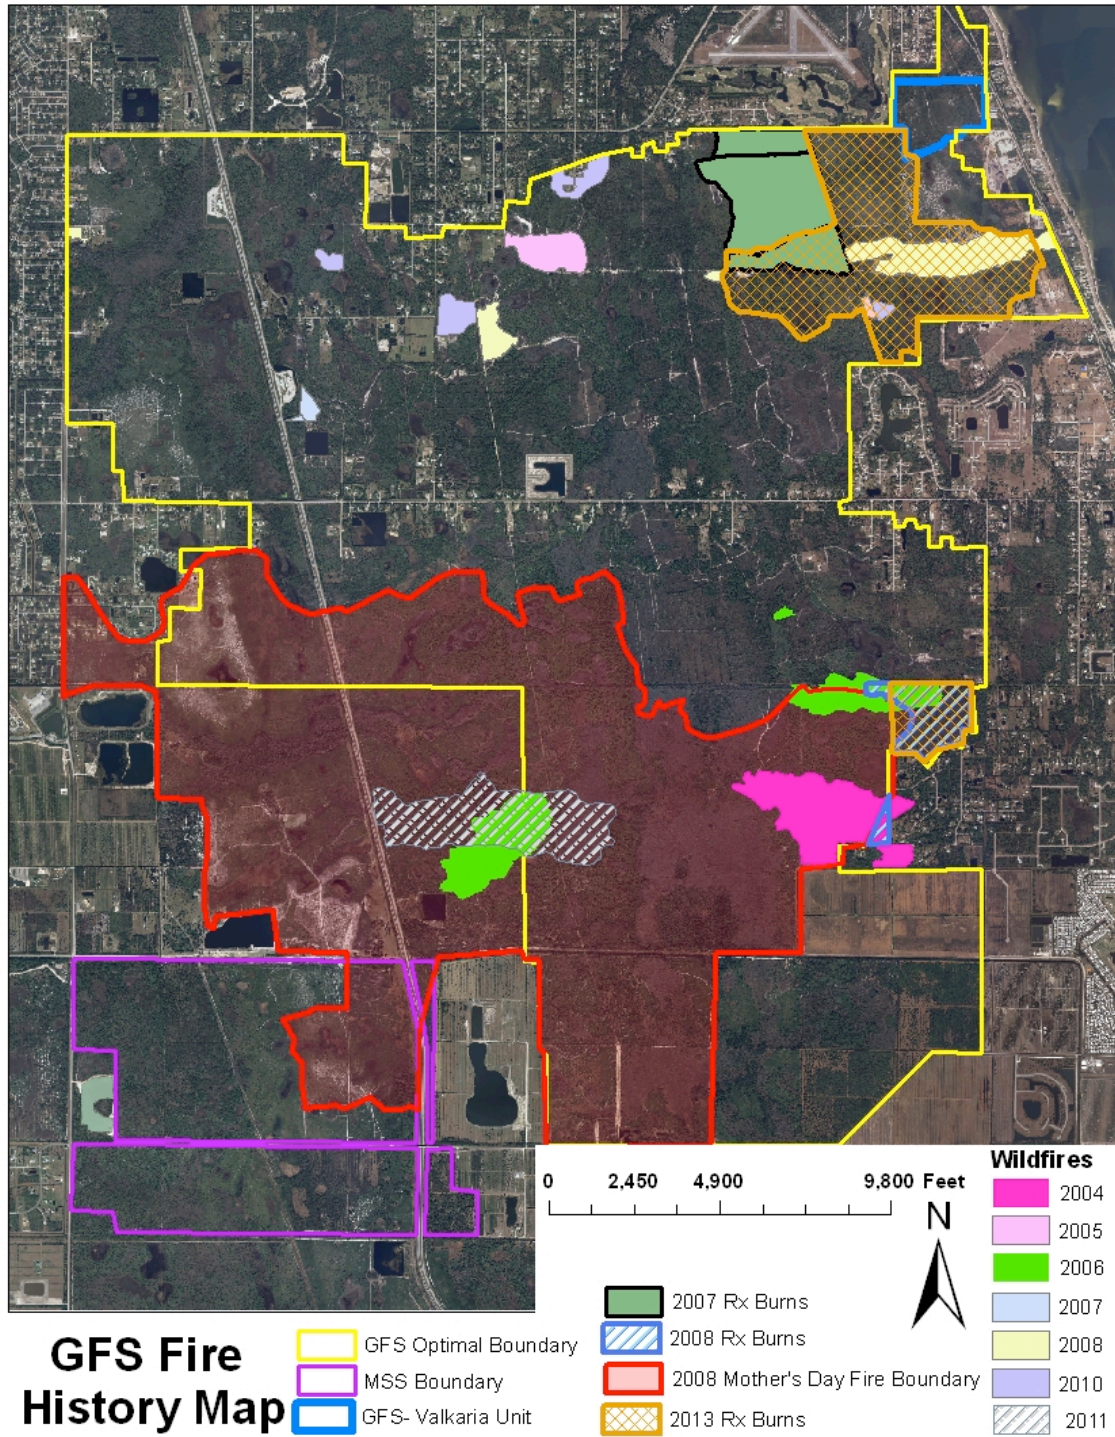 0 2,450 4,900 9,800 Feet
N
Wildfires
2004
2005
2006
2007
2008
2010
2011
GFS Fire
History Map
GFS Optimal Boundary
MSS Boundary
GFS- Valkaria Unit
2007 Rx Burns
2008 Rx Burns
2008 Mother's Day Fire Boundary
2013 Rx Burns